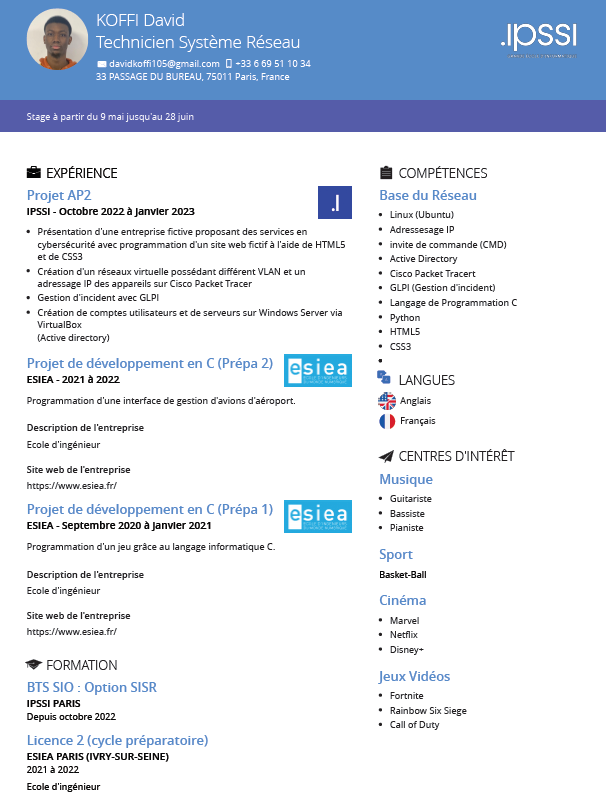 KOFFI David
Technicien Système Réseau
davidkoffi105@gmail.com +33 6 69 51 10 34
33 PASSAGE DU BUREAU, 75011 Paris, France
.ipssi
Stage à partir du 9 mai jusqu'au 28 juin
EXPÉRIENCE
Projet AP2
IPSSI - Octobre 2022 à Janvier 2023
.I
• Présentation d'une entreprise fictive proposant des services en
cybersécurité avec programmation d'un site web fictif à l'aide de HTML5
et de CSS3
• Création d'un réseaux virtuelle possédant différent VLAN et un
adressage IP des appareils sur Cisco Packet Tracer
• Gestion d'incident avec GLPI
• Création de comptes utilisateurs et de serveurs sur Windows Server via
VirtualBox
(Active directory)
Projet de développement en C (Prépa 2)
ESIEA - 2021 à 2022
esiea
Programmation d'une interface de gestion d'avions d'aéroport.
Description de l'entreprise
Ecole d'ingénieur
Site web de l'entreprise
https://www.esiea.fr/
Projet de développement en C (Prépa 1)
ESIEA - Septembre 2020 à Janvier 2021
esiea
Programmation d'un jeu grâce au langage informatique C.
Description de l'entreprise
Ecole d'ingénieur
Site web de l'entreprise
https://www.esiea.fr/
FORMATION
BTS SIO : Option SISR
IPSSI PARIS
Depuis octobre 2022
Licence 2 (cycle préparatoire)
ESIEA PARIS (IVRY-SUR-SEINE)
2021 à 2022
Ecole d'ingénieur
COMPÉTENCES
Base du Réseau
• Linux (Ubuntu)
• Adressesage IP
• invite de commande (CMD)
• Active Directory
• Cisco Packet Tracert
• GLPI (Gestion d'incident)
• Langage de Programmation C
• Python
• HTML5
• CSS3
•
LANGUES
Anglais
Français
CENTRES D'INTÉRÊT
Musique
• Guitariste
• Bassiste
• Pianiste
Sport
Basket-Ball
Cinéma
• Marvel
• Netflix
• Disney+
Jeux Vidéos
• Fortnite
• Rainbow Six Siege
• Call of Duty